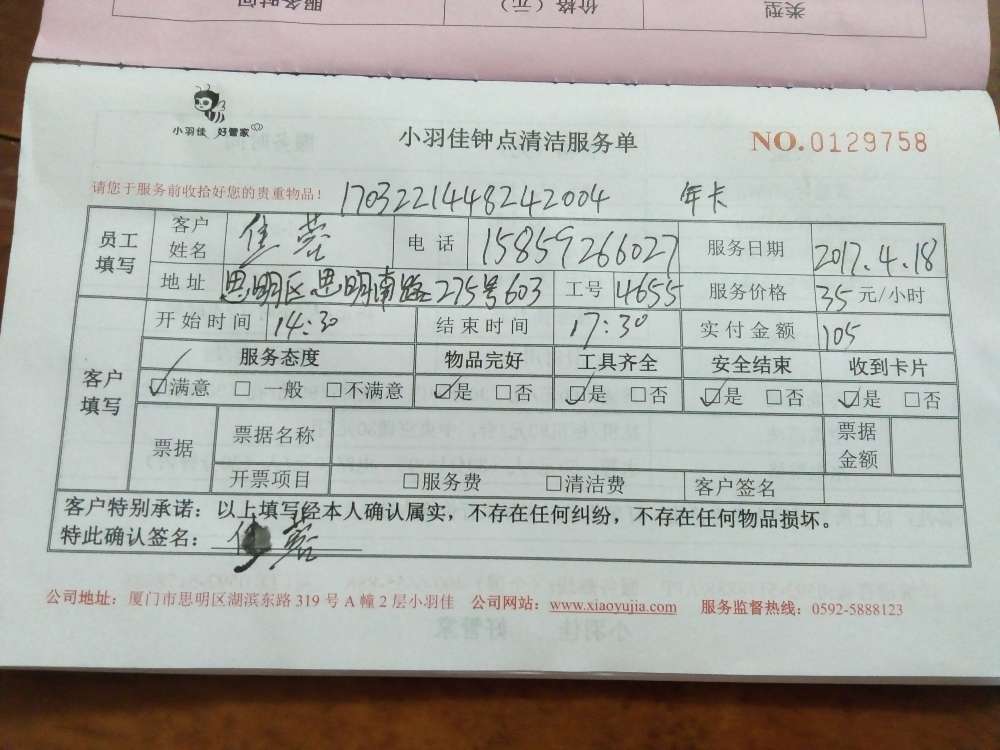 服务时间 价格（元） 类型
小羽佳 好管家
小羽佳钟点清洁服务单
NO.0129758
请您于服务前收拾好您的贵重物品！
1703221448242004 年卡
员工填写 客户姓名 佳蓉 电话 15859266027 服务日期 2017.4.18
地址 思明区思明南路275号603 工号 4655 服务价格 35 元/小时
客户填写 开始时间 14:30 结束时间 17:30 实付金额 105
服务态度 物品完好 工具齐全 安全结束 收到卡片
☑满意 □一般 □不满意 ☑是 □否 ☑是 □否 ☑是 □否 ☑是 □否
票据 票据名称 票据金额
开票项目 □服务费 □清洁费 客户签名
客户特别承诺：以上填写经本人确认属实，不存在任何纠纷，不存在任何物品损坏。
特此确认签名： 佳蓉
公司地址：厦门市思明区湖滨东路 319 号 A 幢 2 层小羽佳 公司网站：www.xiaoyujia.com 服务监督热线：0592-5888123